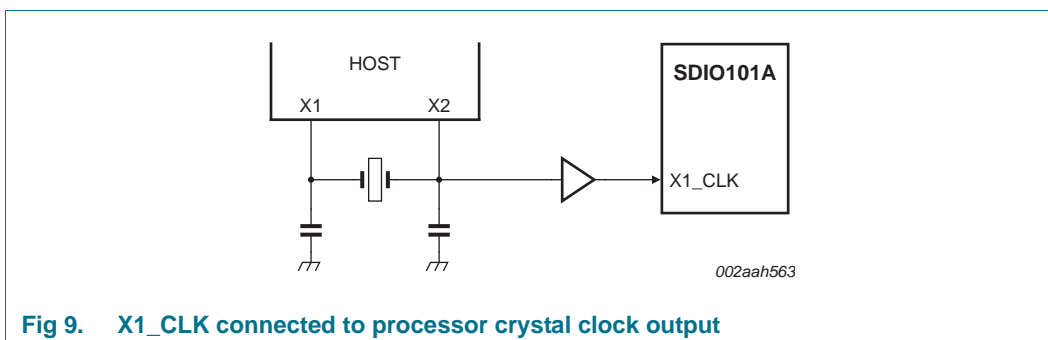 HOST
SDIO101A
X1
X2
X1_CLK
002aah563
Fig 9. X1_CLK connected to processor crystal clock output